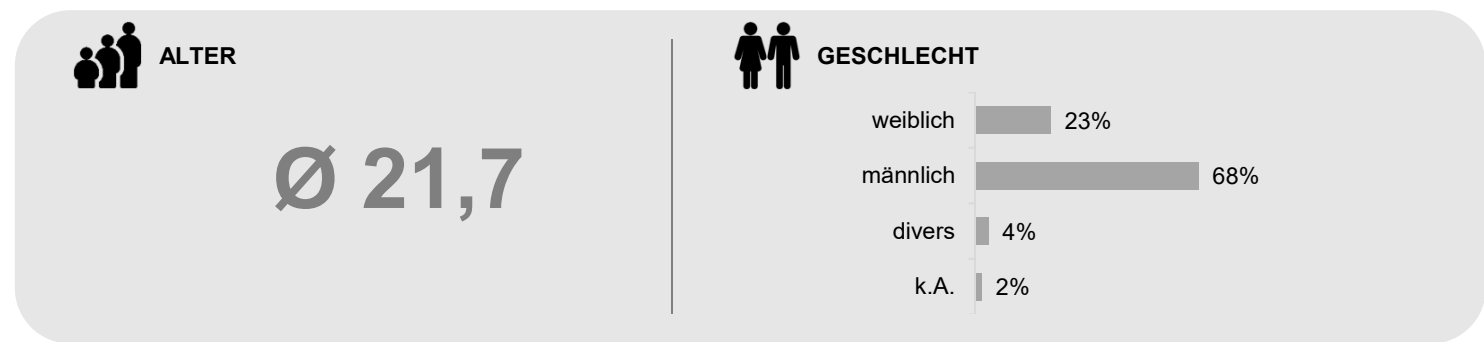 ALTER
Ø 21,7
GESCHLECHT
weiblich 23%
männlich 68%
divers 4%
k.A. 2%